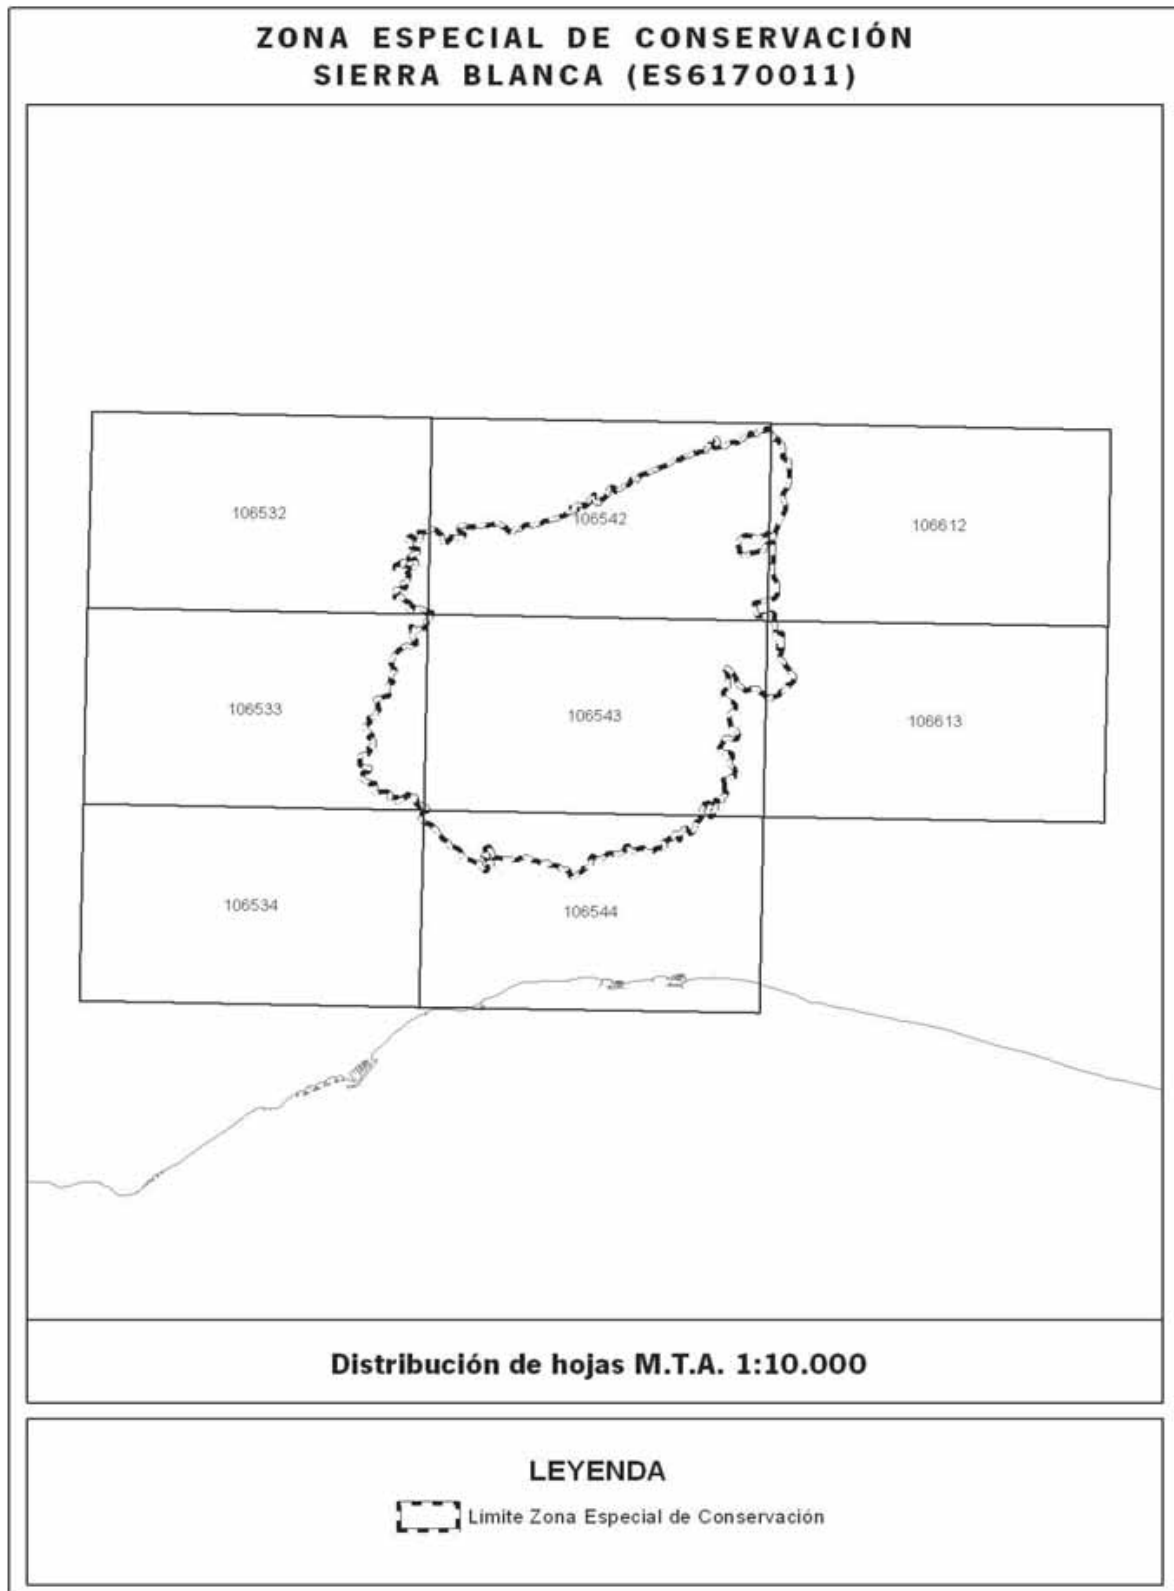 ZONA ESPECIAL DE CONSERVACIÓN
SIERRA BLANCA (ES6170011)
106532
106542
106612
106533
106543
106613
106534
106544
Distribución de hojas M.T.A. 1:10.000
LEYENDA
Límite Zona Especial de Conservación